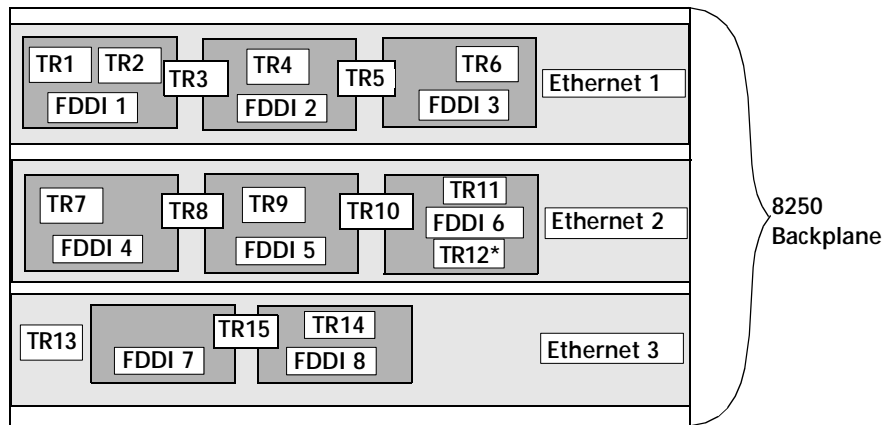 TR1 TR2 TR3 TR4 TR5 TR6 Ethernet 1
FDDI 1 FDDI 2 FDDI 3
TR7 TR8 TR9 TR10 TR11 Ethernet 2
FDDI 6
FDDI 4 FDDI 5 TR12*
8250
Backplane
TR13 TR15 TR14 Ethernet 3
FDDI 7 FDDI 8